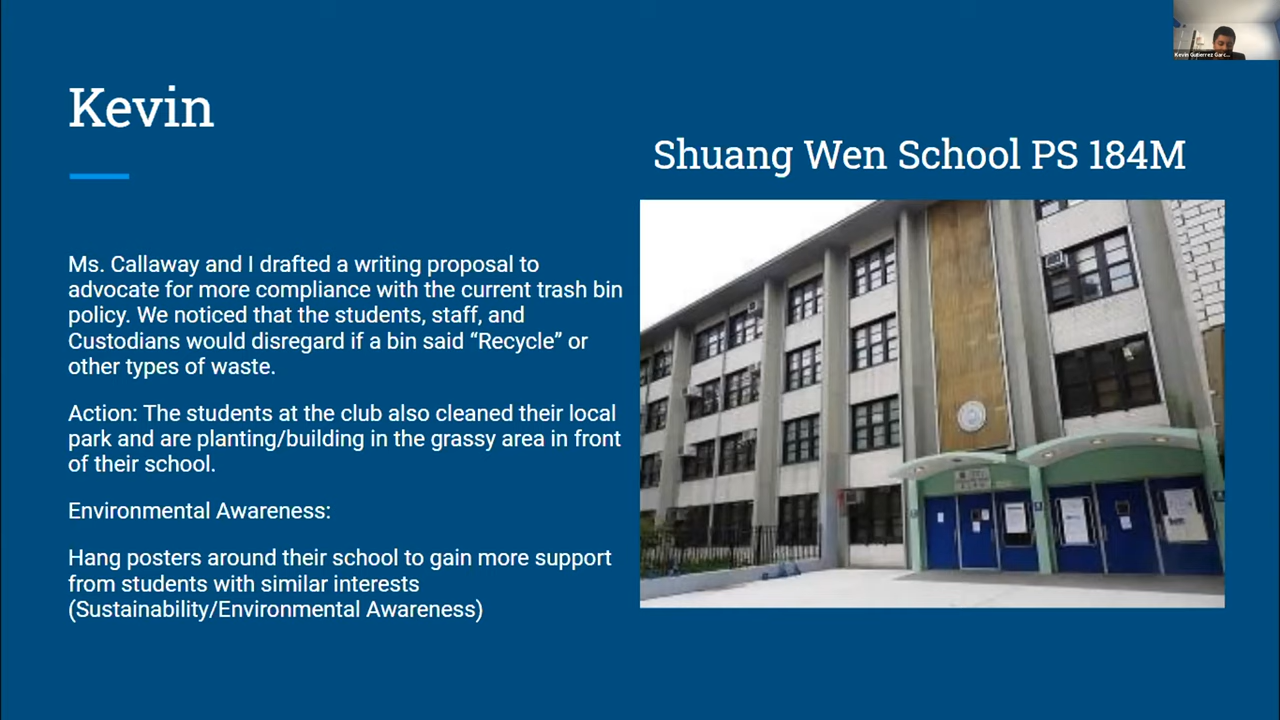 Kevin
Shuang Wen School PS 184M
Ms. Callaway and I drafted a writing proposal to
advocate for more compliance with the current trash bin
policy. We noticed that the students, staff, and
Custodians would disregard if a bin said “Recycle” or
other types of waste.
Action: The students at the club also cleaned their local
park and are planting/building in the grassy area in front
of their school.
Environmental Awareness:
Hang posters around their school to gain more support
from students with similar interests
(Sustainability/Environmental Awareness)
Kevin Gutierrez Garc...